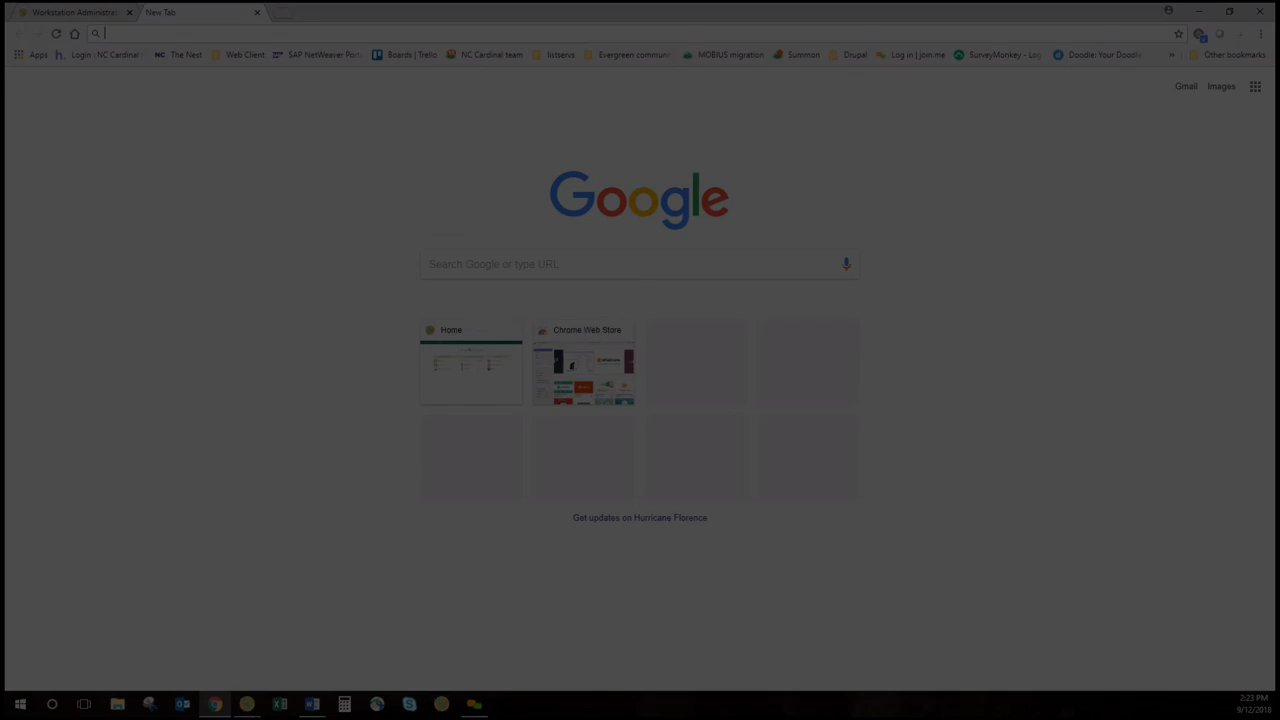 Workstation Administrat
New Tab
Apps
Login : NC Cardinal
NC The Nest
Web Client
SAP NetWeaver Port
Boards | Trello
NC Cardinal team
listservs
Evergreen commun
MOBIUS migration
Summon
Drupal
Log in | join.me
SurveyMonkey - Log
Doodle: Your Doodle
»
Other bookmarks
Gmail
Images
Google
Search Google or type URL
Home
Chrome Web Store
Get updates on Hurricane Florence
2:23 PM
9/12/2018